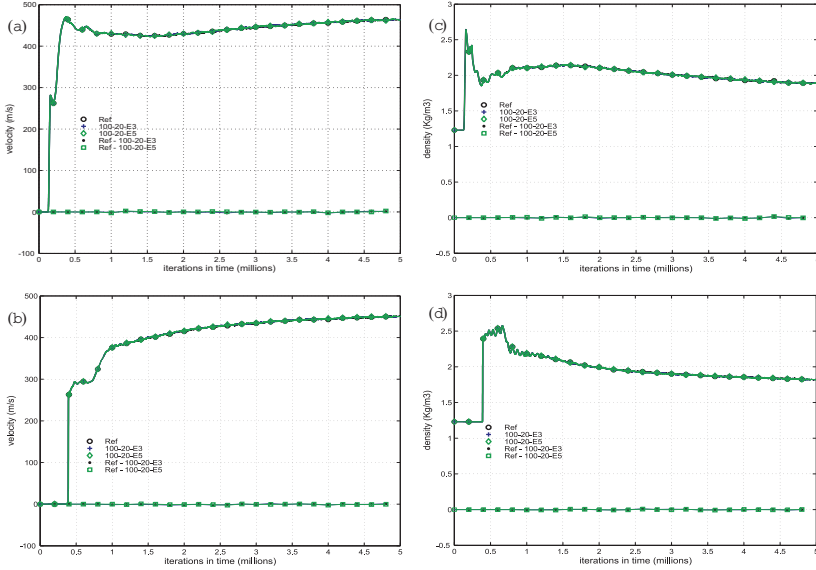 (a)
500
400
300
200
100
0
-100
velocity (m/s)
Ref
100-20-E3
100-20-E5
Ref - 100-20-E3
Ref - 100-20-E5
0 0.5 1 1.5 2 2.5 3 3.5 4 4.5 5
iterations in time (millions)
(c)
3
2.5
2
1.5
1
0.5
0
-0.5
density (Kg/m3)
Ref
100-20-E3
100-20-E5
Ref - 100-20-E3
Ref - 100-20-E5
0 0.5 1 1.5 2 2.5 3 3.5 4 4.5 5
iterations in time (millions)
(b)
500
400
300
200
100
0
-100
velocity (m/s)
Ref
100-20-E3
100-20-E5
Ref - 100-20-E3
Ref - 100-20-E5
0 0.5 1 1.5 2 2.5 3 3.5 4 4.5 5
iterations in time (millions)
(d)
3
2.5
2
1.5
1
0.5
0
-0.5
density (Kg/m3)
Ref
100-20-E3
100-20-E5
Ref - 100-20-E3
Ref - 100-20-E5
0 0.5 1 1.5 2 2.5 3 3.5 4 4.5 5
iterations in time (millions)